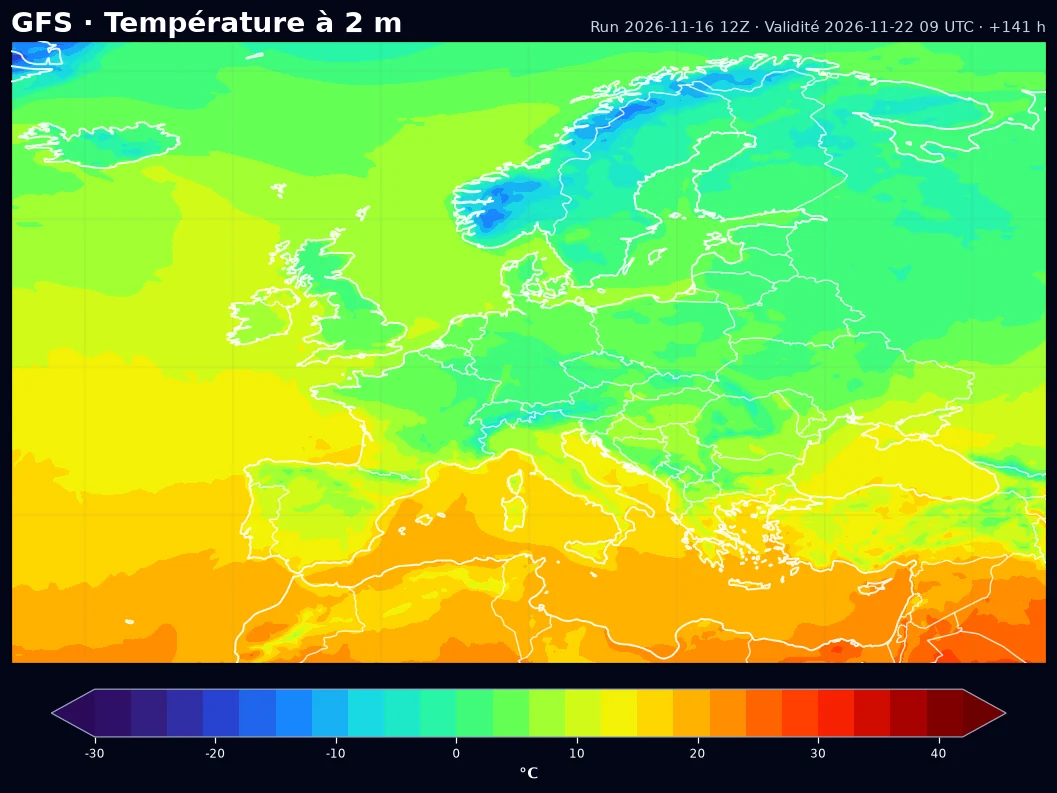 GFS · Température à 2 m
Run 2026-11-16 12Z · Validité 2026-11-22 09 UTC · +141 h
-30 -20 -10 0 10 20 30 40
°C